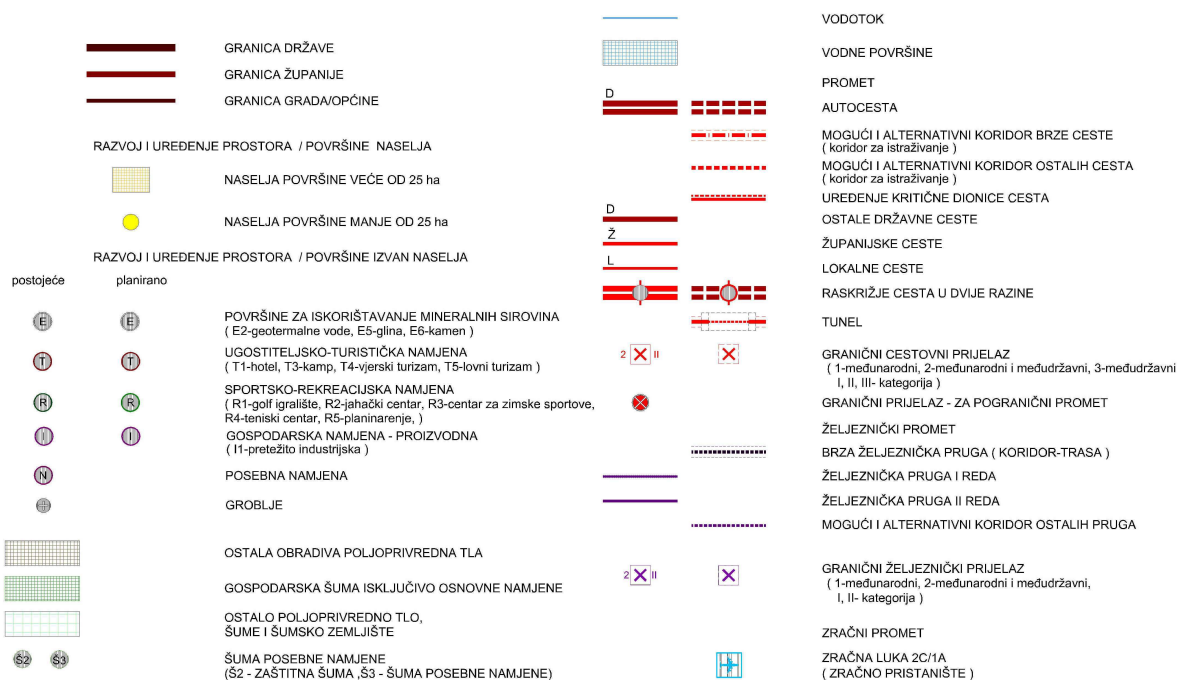 GRANICA DRŽAVE
GRANICA ŽUPANIJE
GRANICA GRADA/OPĆINE
RAZVOJ I UREĐENJE PROSTORA / POVRŠINE NASELJA
NASELJA POVRŠINE VEĆE OD 25 ha
NASELJA POVRŠINE MANJE OD 25 ha
RAZVOJ I UREĐENJE PROSTORA / POVRŠINE IZVAN NASELJA
postojeće planirano
E E POVRŠINE ZA ISKORIŠTAVANJE MINERALNIH SIROVINA
( E2-geotermalne vode, E5-glina, E6-kamen )
T T UGOSTITELJSKO-TURISTIČKA NAMJENA
( T1-hotel, T3-kamp, T4-vjerski turizam, T5-lovni turizam )
R R SPORTSKO-REKREACIJSKA NAMJENA
( R1-golf igralište, R2-jahački centar, R3-centar za zimske sportove,
R4-teniski centar, R5-planinarenje, )
I I GOSPODARSKA NAMJENA - PROIZVODNA
( I1-pretežito industrijska )
N POSEBNA NAMJENA
GROBLJE
OSTALA OBRADIVA POLJOPRIVREDNA TLA
GOSPODARSKA ŠUMA ISKLJUČIVO OSNOVNE NAMJENE
OSTALO POLJOPRIVREDNO TLO,
ŠUME I ŠUMSKO ZEMLJIŠTE
Š2 Š3 ŠUMA POSEBNE NAMJENE
(Š2 - ZAŠTITNA ŠUMA ,Š3 - ŠUMA POSEBNE NAMJENE)
VODOTOK
VODNE POVRŠINE
PROMET
D AUTOCESTA
MOGUĆI I ALTERNATIVNI KORIDOR BRZE CESTE
( koridor za istraživanje )
MOGUĆI I ALTERNATIVNI KORIDOR OSTALIH CESTA
( koridor za istraživanje )
UREĐENJE KRITIČNE DIONICE CESTA
D OSTALE DRŽAVNE CESTE
Ž ŽUPANIJSKE CESTE
L LOKALNE CESTE
RASKRIŽJE CESTA U DVIJE RAZINE
TUNEL
2 II GRANIČNI CESTOVNI PRIJELAZ
( 1-međunarodni, 2-međunarodni i međudržavni, 3-međudržavni
I, II, III- kategorija )
GRANIČNI PRIJELAZ - ZA POGRANIČNI PROMET
ŽELJEZNIČKI PROMET
BRZA ŽELJEZNIČKA PRUGA ( KORIDOR-TRASA )
ŽELJEZNIČKA PRUGA I REDA
ŽELJEZNIČKA PRUGA II REDA
MOGUĆI I ALTERNATIVNI KORIDOR OSTALIH PRUGA
2 II GRANIČNI ŽELJEZNIČKI PRIJELAZ
( 1-međunarodni, 2-međunarodni i međudržavni,
I, II- kategorija )
ZRAČNI PROMET
ZRAČNA LUKA 2C/1A
( ZRAČNO PRISTANIŠTE )